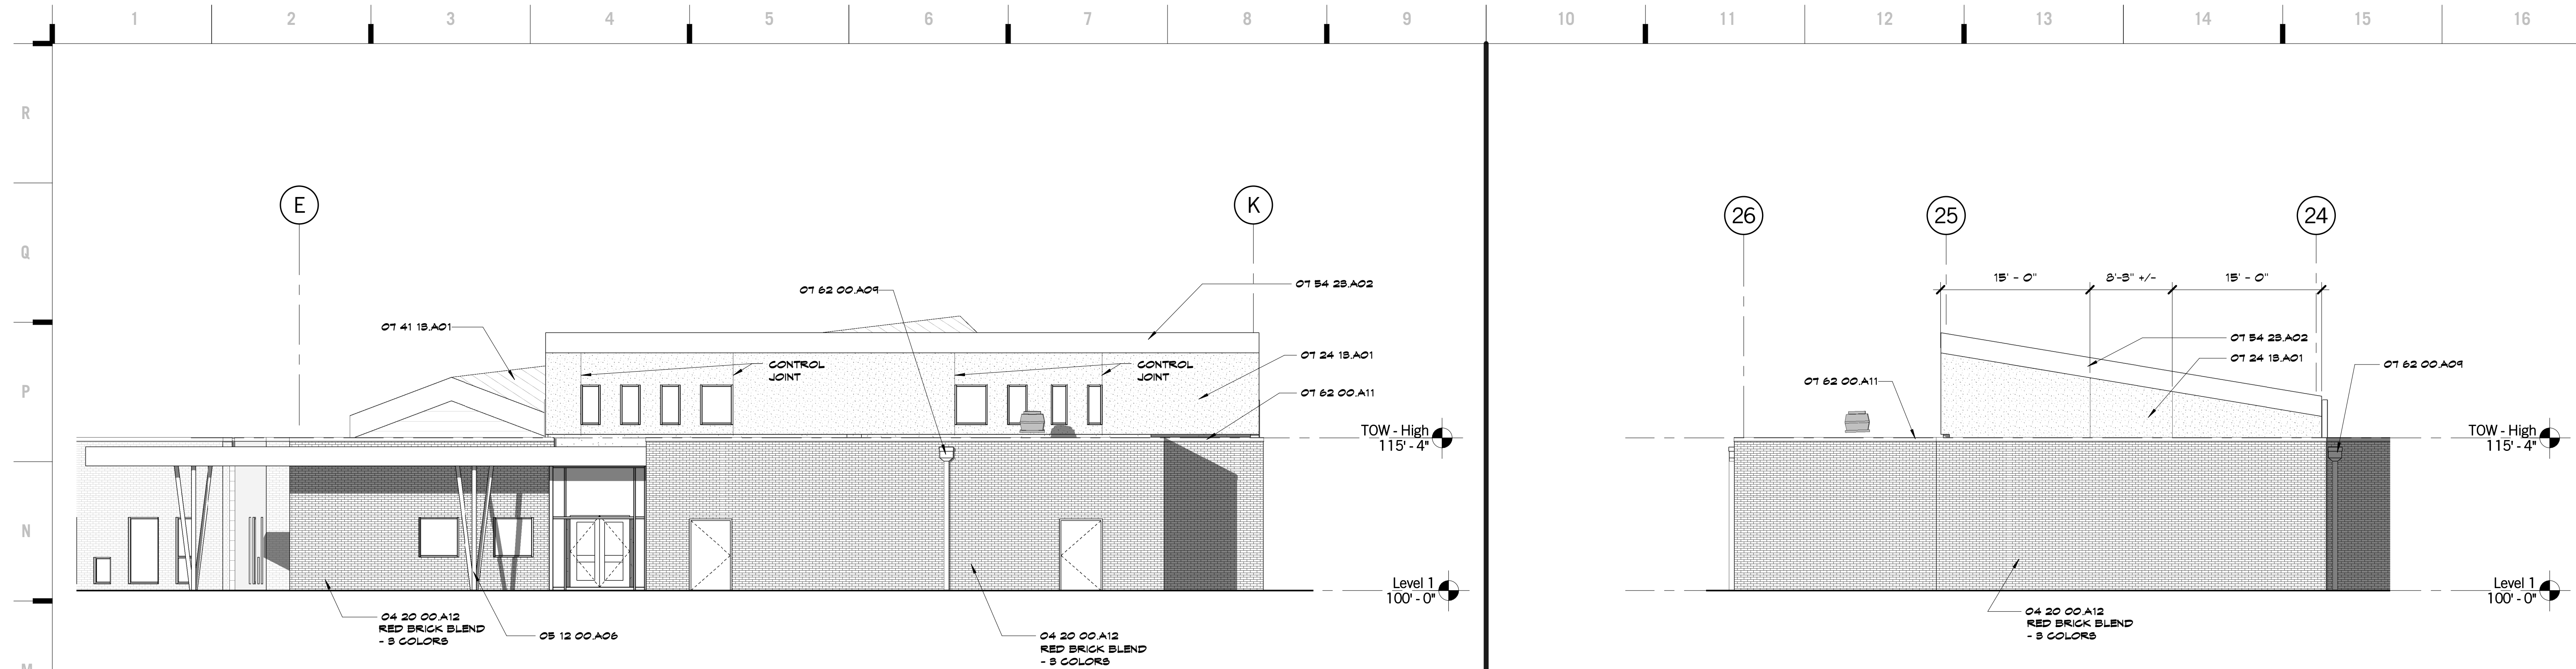 1 2 3 4 5 6 7 8 9 10 11 12 13 14 15 16
R
Q
P
N
M
E
K
07 62 00.A09
07 54 23.A02
07 41 13.A01
CONTROL
JOINT
CONTROL
JOINT
07 24 13.A01
07 62 00.A11
TOW - High
115' - 4"
Level 1
100' - 0"
04 20 00.A12
RED BRICK BLEND
- 3 COLORS
05 12 00.A06
04 20 00.A12
RED BRICK BLEND
- 3 COLORS
26
25
24
15' - 0"
8'-3" +/-
15' - 0"
07 54 23.A02
07 24 13.A01
07 62 00.A09
07 62 00.A11
TOW - High
115' - 4"
Level 1
100' - 0"
04 20 00.A12
RED BRICK BLEND
- 3 COLORS